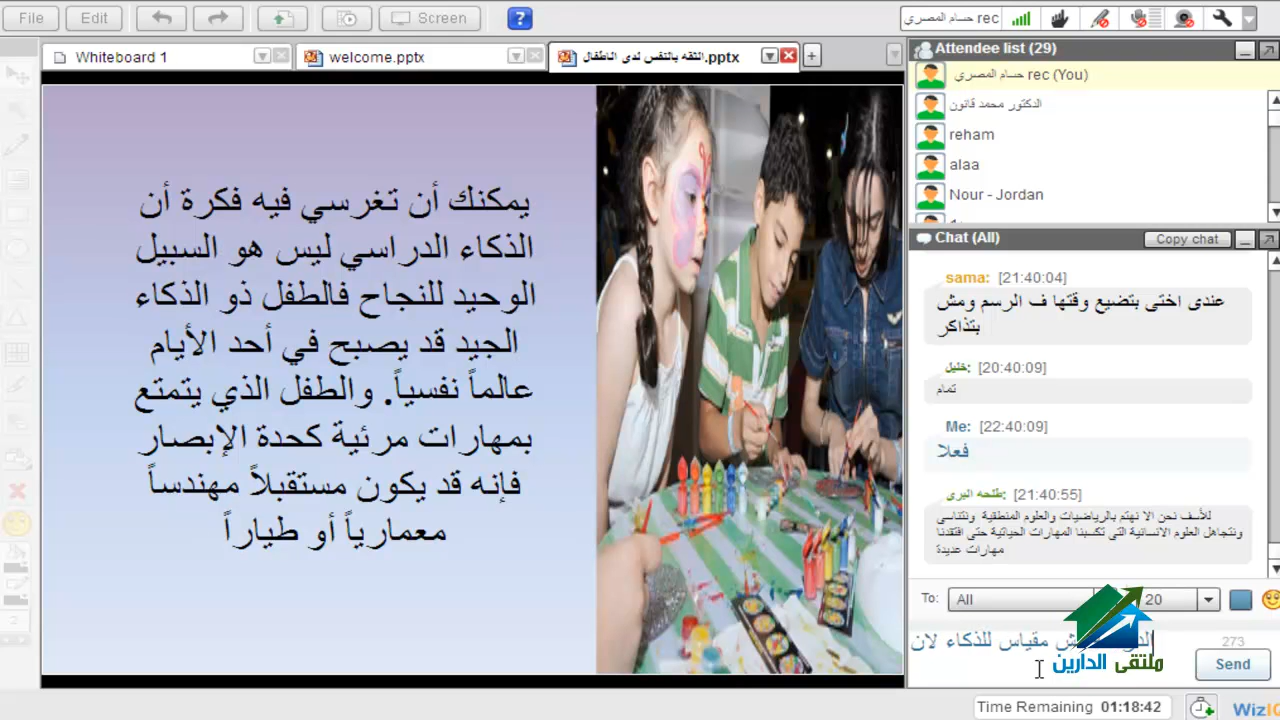 File
Edit
Screen
?
حسام المصري rec
Whiteboard 1
welcome.pptx
الثقه بالنفس لدى الاطفال.pptx
يمكنك أن تغرسي فيه فكرة أن
الذكاء الدراسي ليس هو السبيل
الوحيد للنجاح فالطفل ذو الذكاء
الجيد قد يصبح في أحد الأيام
عالماً نفسياً. والطفل الذي يتمتع
بمهارات مرئية كحدة الإبصار
فإنه قد يكون مستقبلاً مهندساً
معمارياً أو طياراً
Attendee list (29)
حسام المصري rec (You)
الدكتور محمد قانون
reham
alaa
Nour - Jordan
Chat (All)
Copy chat
sama: [21:40:04]
عندى اختى بتضيع وقتها ف الرسم ومش
بتذاكر
خليل: [20:40:09]
تمام
Me: [22:40:09]
فعلا
طلحه البرى: [21:40:55]
للأسف نحن الا نهتم بالرياضيات والعلوم المنطقية ونتناسى
ونتجاهل العلوم الانسانية التى تكسبنا المهارات الحياتية حتى افتقدنا
مهارات عديدة
To:
All
20
مقياس للذكاء لان
273
Send
ملتقى الدارين
Time Remaining 01:18:42
WizI